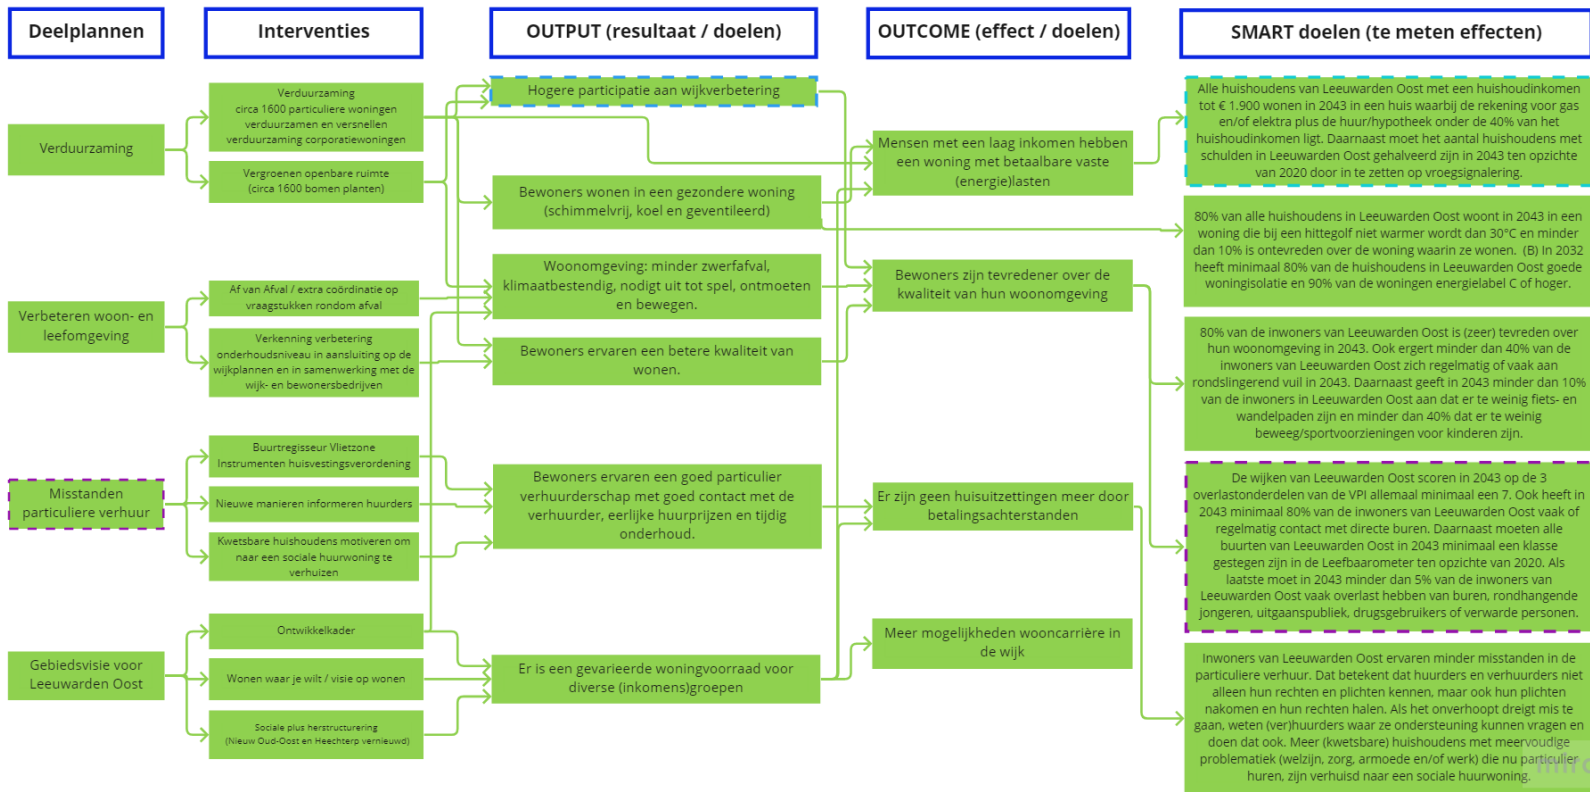 Deelplannen
Interventies
OUTPUT (resultaat / doelen)
OUTCOME (effect / doelen)
SMART doelen (te meten effecten)
Verduurzaming
Verbeteren woon- en
leefomgeving
Misstanden
particuliere verhuur
Gebiedsvisie voor
Leeuwarden Oost
Verduurzaming
circa 1600 particuliere woningen
verduurzamen en versnellen
verduurzaming corporatiewoningen
Vergroenen openbare ruimte
(circa 1600 bomen planten)
Af van Afval / extra coördinatie op
vraagstukken rondom afval
Verkenning verbetering
onderhoudsniveau in aansluiting op de
wijkplannen en in samenwerking met de
wijk- en bewonersbedrijven
Buurtregisseur Vlietzone
Instrumenten huisvestingsverordening
Nieuwe manieren informeren huurders
Kwetsbare huishoudens motiveren om
naar een sociale huurwoning te
verhuizen
Ontwikkelkader
Wonen waar je wilt / visie op wonen
Sociale plus herstructurering
(Nieuw Oud-Oost en Heechterp vernieuwd)
Hogere participatie aan wijkverbetering
Bewoners wonen in een gezondere woning
(schimmelvrij, koel en geventileerd)
Woonomgeving: minder zwerfafval,
klimaatbestendig, nodigt uit tot spel, ontmoeten
en bewegen.
Bewoners ervaren een betere kwaliteit van
wonen.
Bewoners ervaren een goed particulier
verhuurderschap met goed contact met de
verhuurder, eerlijke huurprijzen en tijdig
onderhoud.
Er is een gevarieerde woningvoorraad voor
diverse (inkomens)groepen
Mensen met een laag inkomen hebben
een woning met betaalbare vaste
(energie)lasten
Bewoners zijn tevredener over de
kwaliteit van hun woonomgeving
Er zijn geen huisuitzettingen meer door
betalingsachterstanden
Meer mogelijkheden wooncarrière in
de wijk
Alle huishoudens van Leeuwarden Oost met een huishoudinkomen
tot € 1.900 wonen in 2043 in een huis waarbij de rekening voor gas
en/of elektra plus de huur/hypotheek onder de 40% van het
huishoudinkomen ligt. Daarnaast moet het aantal huishoudens met
schulden in Leeuwarden Oost gehalveerd zijn in 2043 ten opzichte
van 2020 door in te zetten op vroegsignalering.
80% van alle huishoudens in Leeuwarden Oost woont in 2043 in een
woning die bij een hittegolf niet warmer wordt dan 30°C en minder
dan 10% is ontevreden over de woning waarin ze wonen. (B) In 2032
heeft minimaal 80% van de huishoudens in Leeuwarden Oost goede
woningisolatie en 90% van de woningen energielabel C of hoger.
80% van de inwoners van Leeuwarden Oost is (zeer) tevreden over
hun woonomgeving in 2043. Ook ergert minder dan 40% van de
inwoners van Leeuwarden Oost zich regelmatig of vaak aan
rondslingerend vuil in 2043. Daarnaast geeft in 2043 minder dan 10%
van de inwoners in Leeuwarden Oost aan dat er te weinig fiets- en
wandelpaden zijn en minder dan 40% dat er te weinig
beweeg/sportvoorzieningen voor kinderen zijn.
De wijken van Leeuwarden Oost scoren in 2043 op de 3
overlastonderdelen van de VPI allemaal minimaal een 7. Ook heeft in
2043 minimaal 80% van de inwoners van Leeuwarden Oost vaak of
regelmatig contact met directe buren. Daarnaast moeten alle
buurten van Leeuwarden Oost in 2043 minimaal een klasse
gestegen zijn in de Leefbaarometer ten opzichte van 2020. Als
laatste moet in 2043 minder dan 5% van de inwoners van
Leeuwarden Oost vaak overlast hebben van buren, rondhangende
jongeren, uitgaanspubliek, drugsgebruikers of verwarde personen.
Inwoners van Leeuwarden Oost ervaren minder misstanden in de
particuliere verhuur. Dat betekent dat huurders en verhuurders niet
alleen hun rechten en plichten kennen, maar ook hun plichten
nakomen en hun rechten halen. Als het onverhoopt dreigt mis te
gaan, weten (ver)huurders waar ze ondersteuning kunnen vragen en
doen dat ook. Meer (kwetsbare) huishoudens met meervoudige
problematiek (welzijn, zorg, armoede en/of werk) die nu particulier
huren, zijn verhuisd naar een sociale huurwoning.
miro